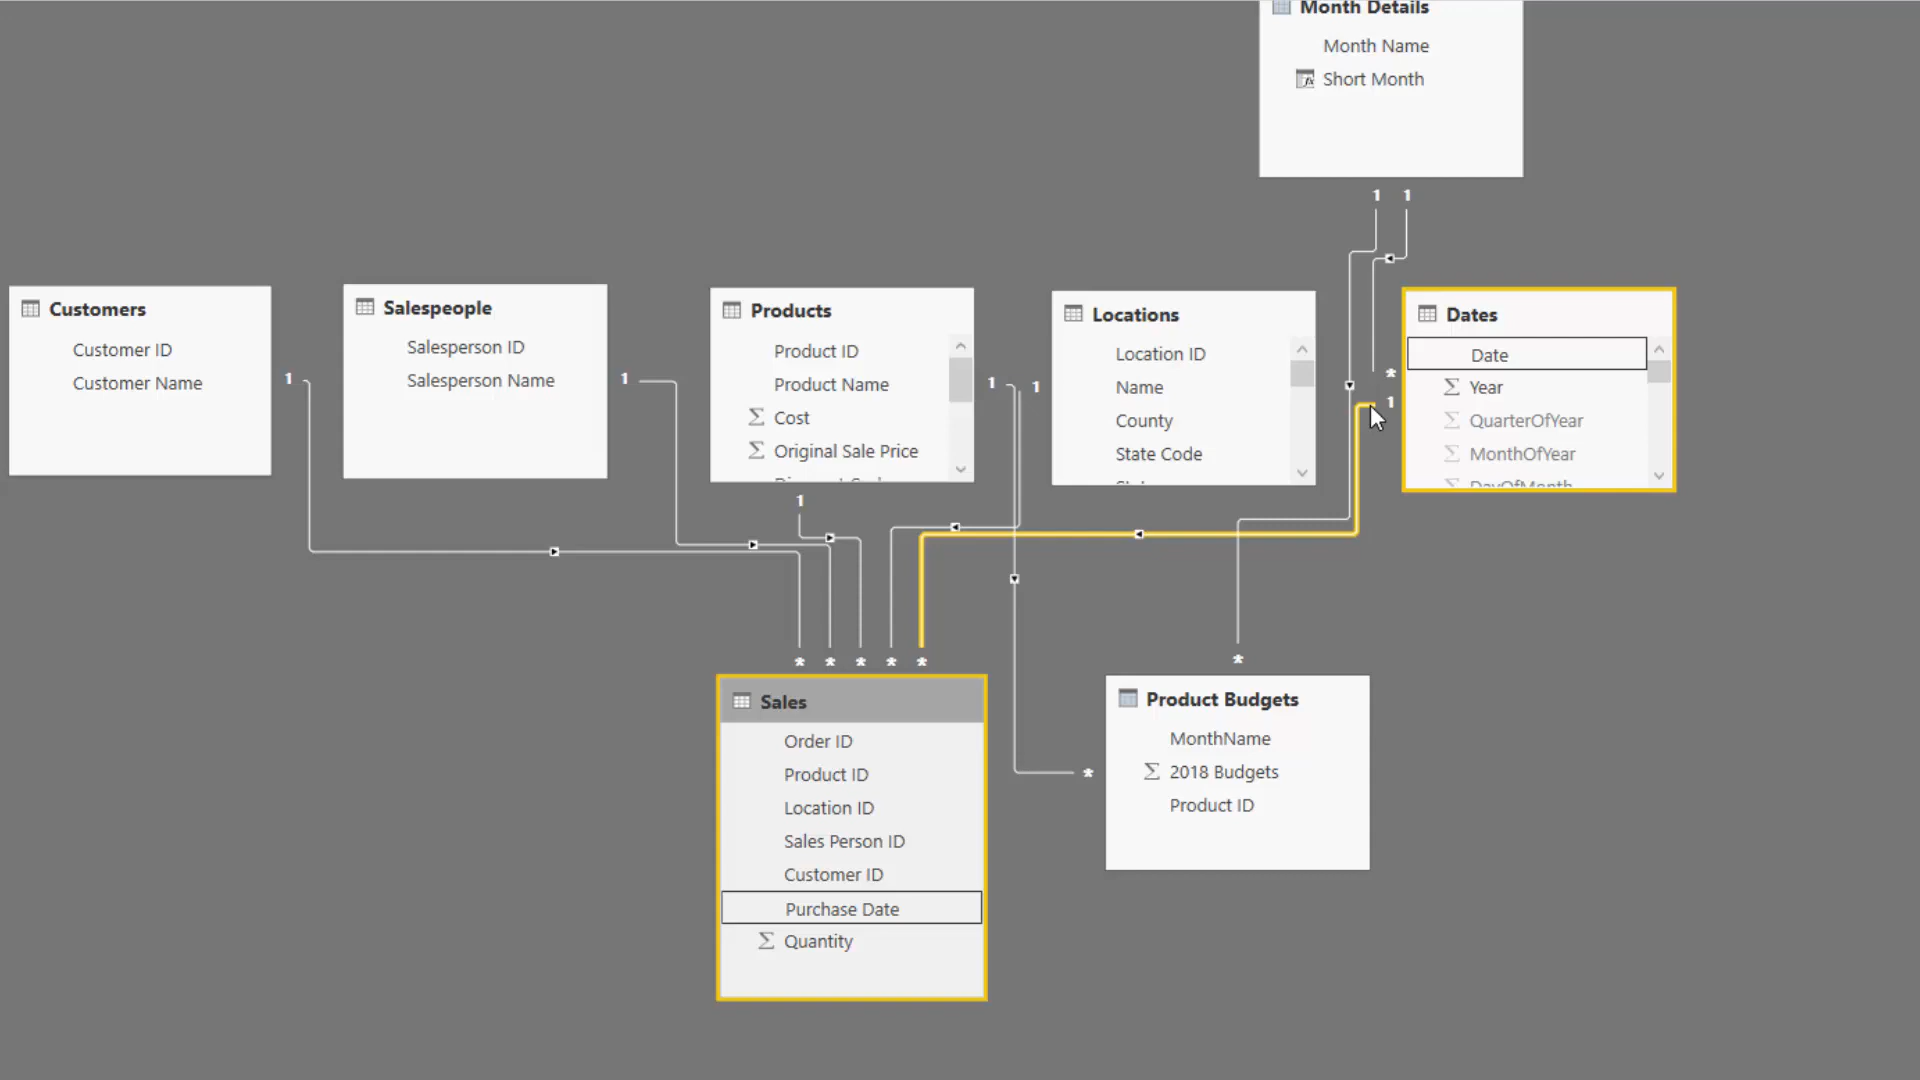 Month Details
Month Name
Short Month
1 1
Customers
Customer ID
Customer Name
1
Salespeople
Salesperson ID
Salesperson Name
1
Products
Product ID
Product Name
Σ Cost
Σ Original Sale Price
1
1
Locations
Location ID
Name
County
State Code
1
*
1
Dates
Date
Σ Year
Σ QuarterOfYear
Σ MonthOfYear
Σ DayOfMonth
* * * * *
Sales
Order ID
Product ID
Location ID
Sales Person ID
Customer ID
Purchase Date
Σ Quantity
*
*
Product Budgets
MonthName
Σ 2018 Budgets
Product ID